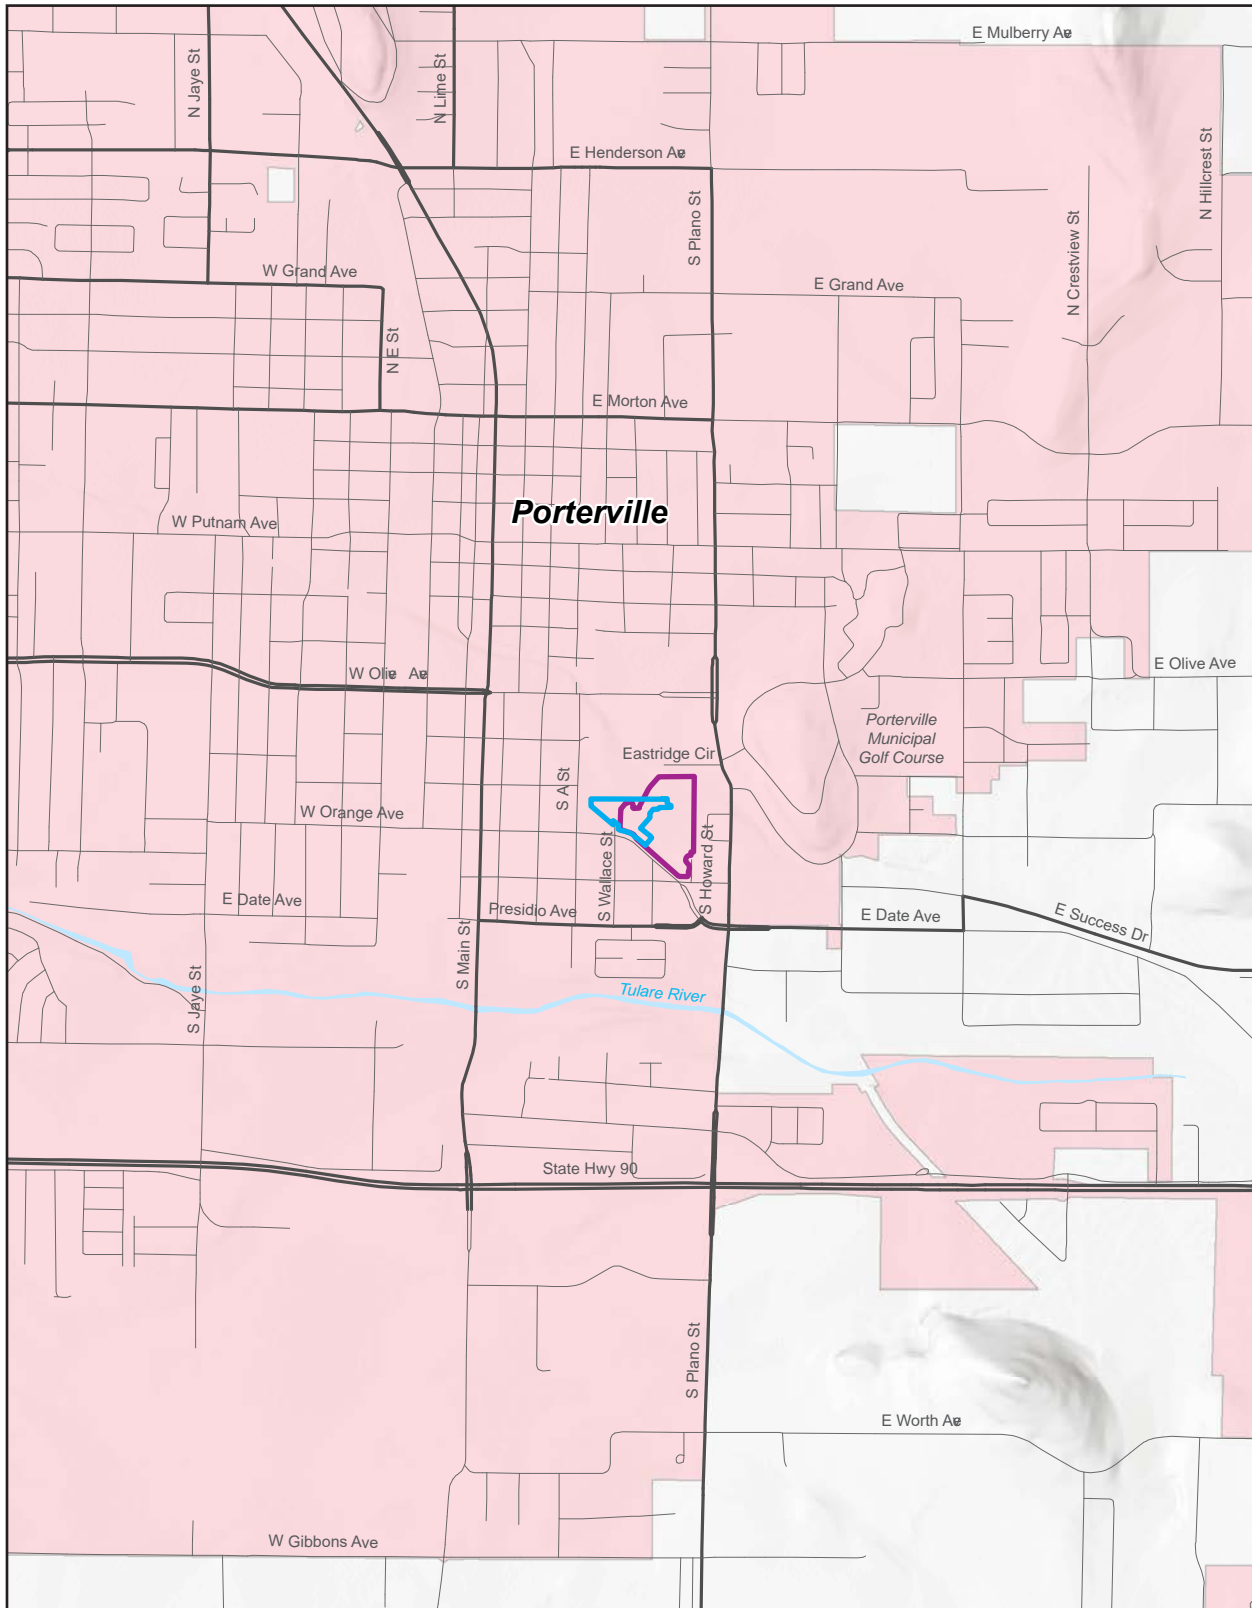 E Mulberry Ave
N Jaye St
N Lime St
N Hillcrest St
E Henderson Ave
S Plano St
N Crestview St
W Grand Ave
E Grand Ave
N E St
E Morton Ave
Porterville
W Putnam Ave
E Olive Ave
W Olive Ave
Porterville
Municipal
Golf Course
Eastridge Cir
S A St
W Orange Ave
S Wallace St
S Howard St
E Date Ave
Presidio Ave
E Date Ave
E Success Dr
S Main St
S Jaye St
Tulare River
State Hwy 90
S Plano St
E Worth Ave
W Gibbons Ave